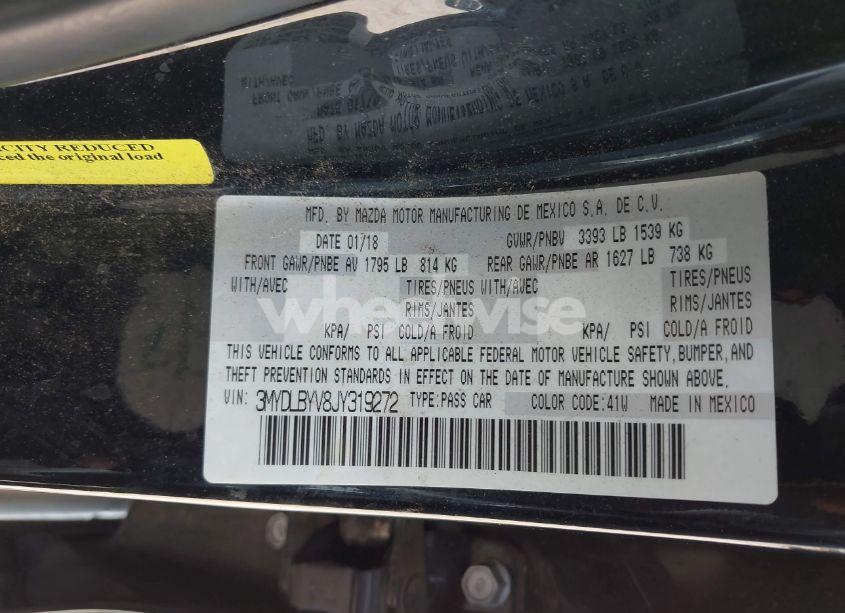 CITY REDUCED
ced the original load
MFD. BY MAZDA MOTOR MANUFACTURING DE MEXICO S.A. DE C.V.
DATE 01/18 GVWR/PNBV 3393 LB 1539 KG
FRONT GAWR/PNBE AV 1795 LB 814 KG REAR GAWR/PNBE AR 1627 LB 738 KG
WITH/AVEC TIRES/PNEUS WITH/AVEC TIRES/PNEUS
RIMS/JANTES RIMS/JANTES
wheelwise
KPA/ PSI COLD/A FROID KPA/ PSI COLD/A FROID
THIS VEHICLE CONFORMS TO ALL APPLICABLE FEDERAL MOTOR VEHICLE SAFETY, BUMPER, AND
THEFT PREVENTION STANDARDS IN EFFECT ON THE DATE OF MANUFACTURE SHOWN ABOVE.
VIN: 3MYDLBYV8JY319272 TYPE:PASS CAR COLOR CODE:41W MADE IN MEXICO